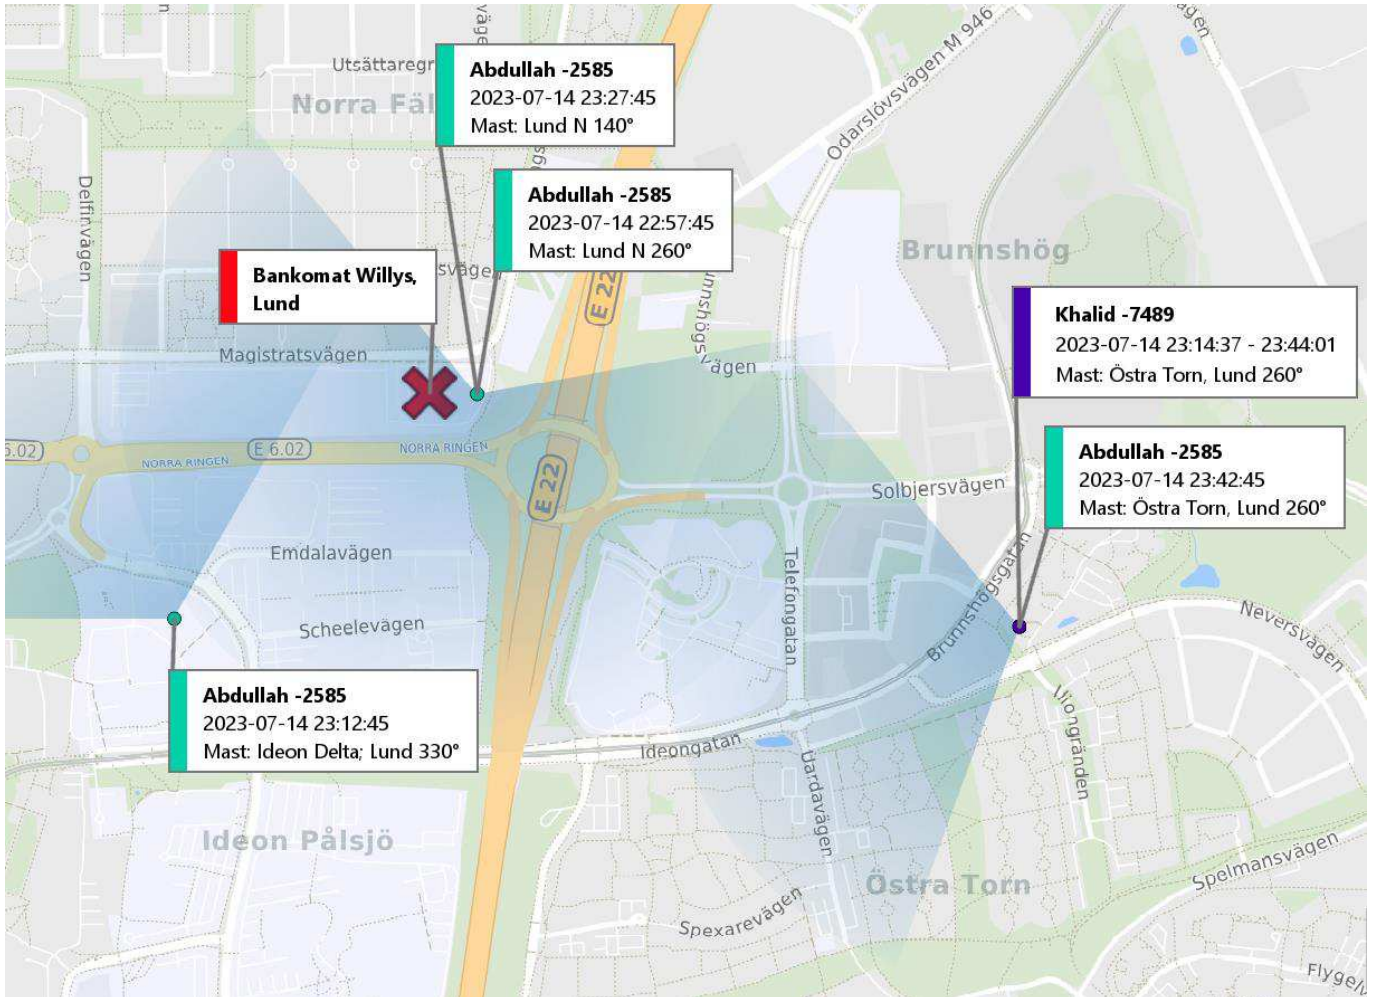 Utsättaregr
Norra Fäl
Abdullah -2585
2023-07-14 23:27:45
Mast: Lund N 140°
Odarslövsvägen M 946
Abdullah -2585
2023-07-14 22:57:45
Mast: Lund N 260°
Delfinvägen
Brunnshög
Bankomat Willys,
Lund
svägen
E 22
nnshögsvägen
Khalid -7489
2023-07-14 23:14:37 - 23:44:01
Mast: Östra Torn, Lund 260°
Magistratsvägen
Abdullah -2585
2023-07-14 23:42:45
Mast: Östra Torn, Lund 260°
6.02)
NORRA RINGEN
E 6.02
NORRA RINGEN
E 22
Solbjersvägen
Emdalavägen
Telefongatan
Brunnshögsgatan
Scheelevägen
Neversvägen
Abdullah -2585
2023-07-14 23:12:45
Mast: Ideon Delta; Lund 330°
Ideongatan
Uardavägen
Ideon Pålsjö
Östra Torn
Spelmansvägen
Spexarevägen
Flygelv